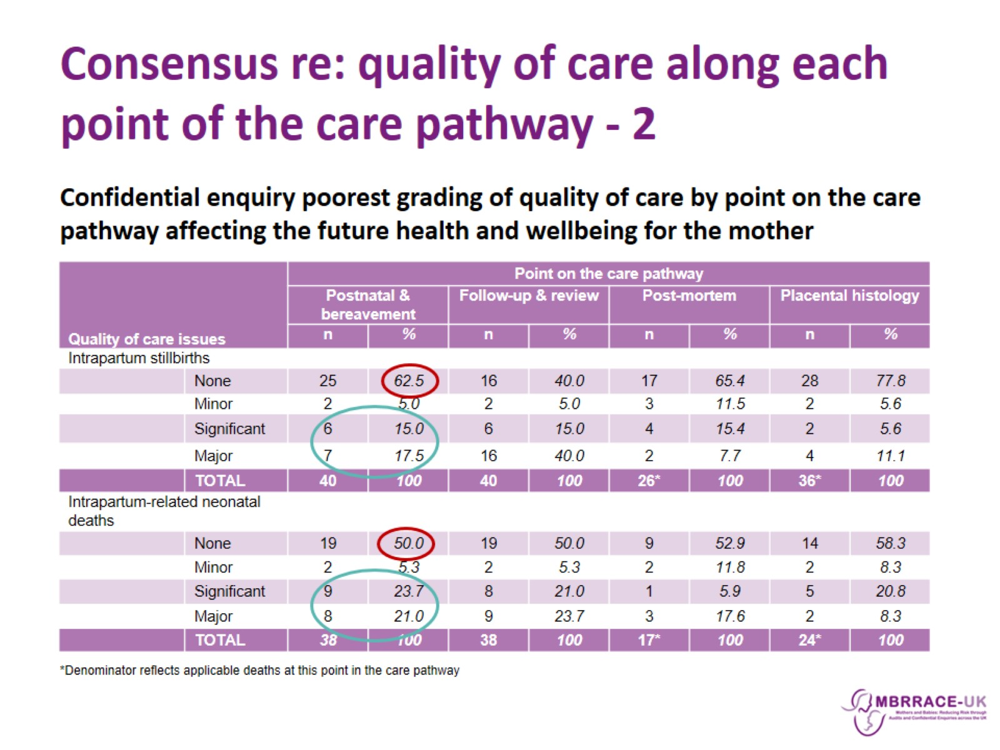 Consensus re: quality of care along each
point of the care pathway - 2
Confidential enquiry poorest grading of quality of care by point on the care
pathway affecting the future health and wellbeing for the mother
Point on the care pathway
Postnatal & bereavement Follow-up & review Post-mortem Placental histology
Quality of care issues n % n % n % n %
Intrapartum stillbirths
None 25 62.5 16 40.0 17 65.4 28 77.8
Minor 2 5.0 2 5.0 3 11.5 2 5.6
Significant 6 15.0 6 15.0 4 15.4 2 5.6
Major 7 17.5 16 40.0 2 7.7 4 11.1
TOTAL 40 100 40 100 26* 100 36* 100
Intrapartum-related neonatal
deaths
None 19 50.0 19 50.0 9 52.9 14 58.3
Minor 2 5.3 2 5.3 2 11.8 2 8.3
Significant 9 23.7 8 21.0 1 5.9 5 20.8
Major 8 21.0 9 23.7 3 17.6 2 8.3
TOTAL 38 100 38 100 17* 100 24* 100
*Denominator reflects applicable deaths at this point in the care pathway
MBRRACE-UK
Mothers and Babies: Reducing Risk through
Audits and Confidential Enquiries across the UK